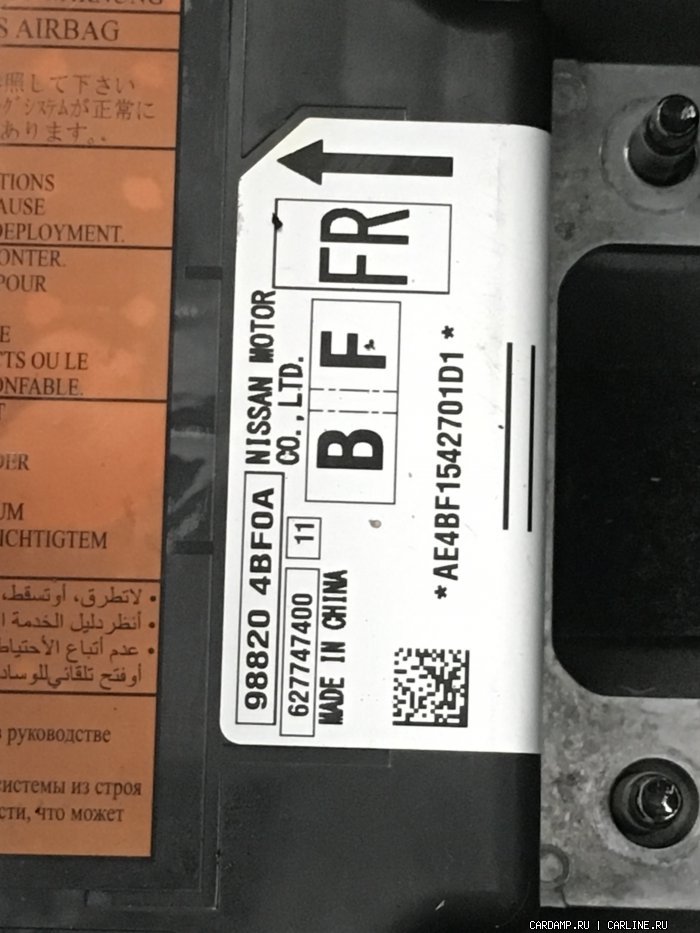 S AIRBAG
照して下さい
グシステムが正常に
あります。
TIONS
AUSE
DEPLOYMENT.
ONTER.
POUR
E
CTS OU LE
ONFABLE.
T
DER
UM
ICHTIGTEM
• لاتطرق، أوتسقط،
• أنظر دليل الخدمة
• عدم أتباع الأحتياط
أوفتح تلقائي للوساد
в руководстве
системы из строя
сти, что может
FR
NISSAN MOTOR
CO.,LTD.
B F
98820 4BF0A
627747400 11
MADE IN CHINA
*AE4BF1542701D1*
CARDAMP.RU | CARLINE.RU